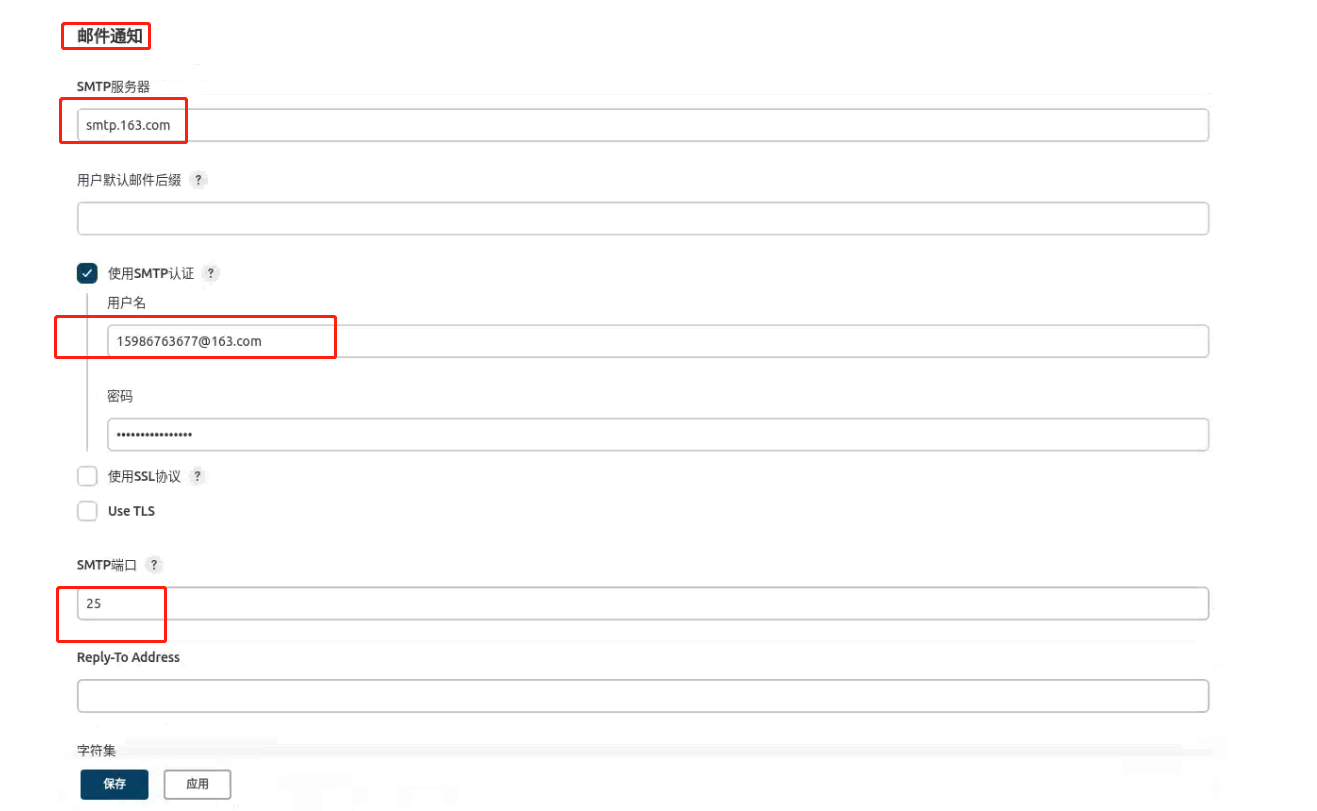 邮件通知
SMTP服务器
smtp.163.com
用户默认邮件后缀 ?
使用SMTP认证 ?
用户名
15986763677@163.com
密码
••••••••••••••••
使用SSL协议 ?
Use TLS
SMTP端口 ?
25
Reply-To Address
字符集
保存 应用